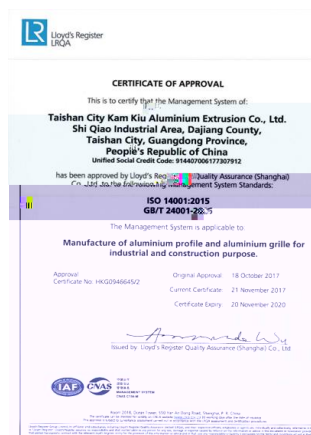 Lloyd's Register
LRQA
CERTIFICATE OF APPROVAL
This is to certify that the Management System of:
Taishan City Kam Kiu Aluminium Extrusion Co., Ltd.
Shi Qiao Industrial Area, Dajiang County,
Taishan City, Guangdong Province,
People's Republic of China
Unified Social Credit Code: 914407006177307912
has been approved by Lloyd's Quality Assurance (Shanghai)
Co., Ltd. to the following Management System Standards:
ISO 14001:2015
GB/T 24001-
The Management System is applicable to:
Manufacture of aluminium profile and aluminium grille for
industrial and construction purpose.
Approval
Certificate No: HKG0946645/2
Original Approval: 18 October 2017
Current Certificate: 21 November 2017
Certificate Expiry: 20 November 2020
Issued by: Lloyd's Register Quality Assurance (Shanghai) Co., Ltd
IAF
CNAS
MANAGEMENT SYSTEM